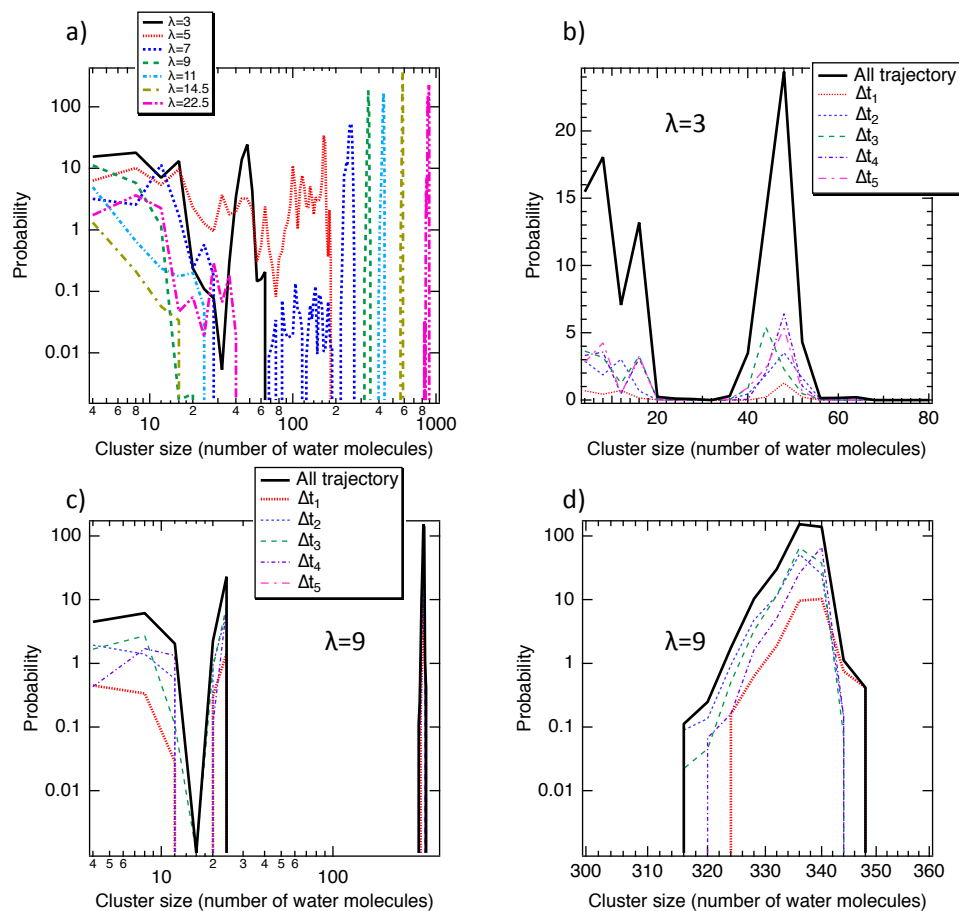 a)
λ=3
λ=5
λ=7
λ=9
λ=11
λ=14.5
λ=22.5
Probability
100
10
1
0.1
0.01
4 6 8 10 2 4 6 8 100 2 4 6 8 1000
Cluster size (number of water molecules)
b)
λ=3
All trajectory
Δt1
Δt2
Δt3
Δt4
Δt5
Probability
20
15
10
5
0
20 40 60 80
Cluster size (number of water molecules)
c)
All trajectory
Δt1
Δt2
Δt3
Δt4
Δt5
λ=9
Probability
100
10
1
0.1
0.01
4 5 6 10 2 3 4 5 6 100 2 3 4
Cluster size (number of water molecules)
d)
λ=9
Probability
100
10
1
0.1
0.01
300 310 320 330 340 350 360
Cluster size (number of water molecules)